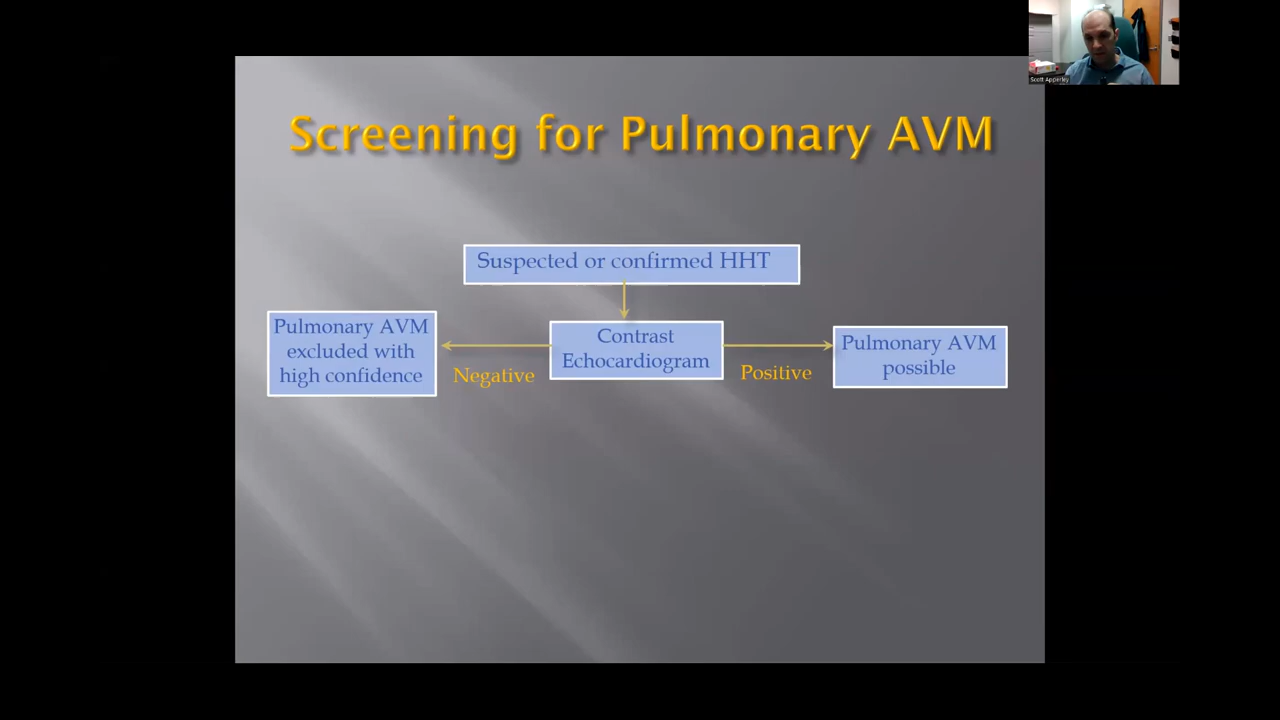 Scott Apperley
Screening for Pulmonary AVM
Suspected or confirmed HHT
Pulmonary AVM
excluded with
high confidence
Negative
Contrast
Echocardiogram
Positive
Pulmonary AVM
possible